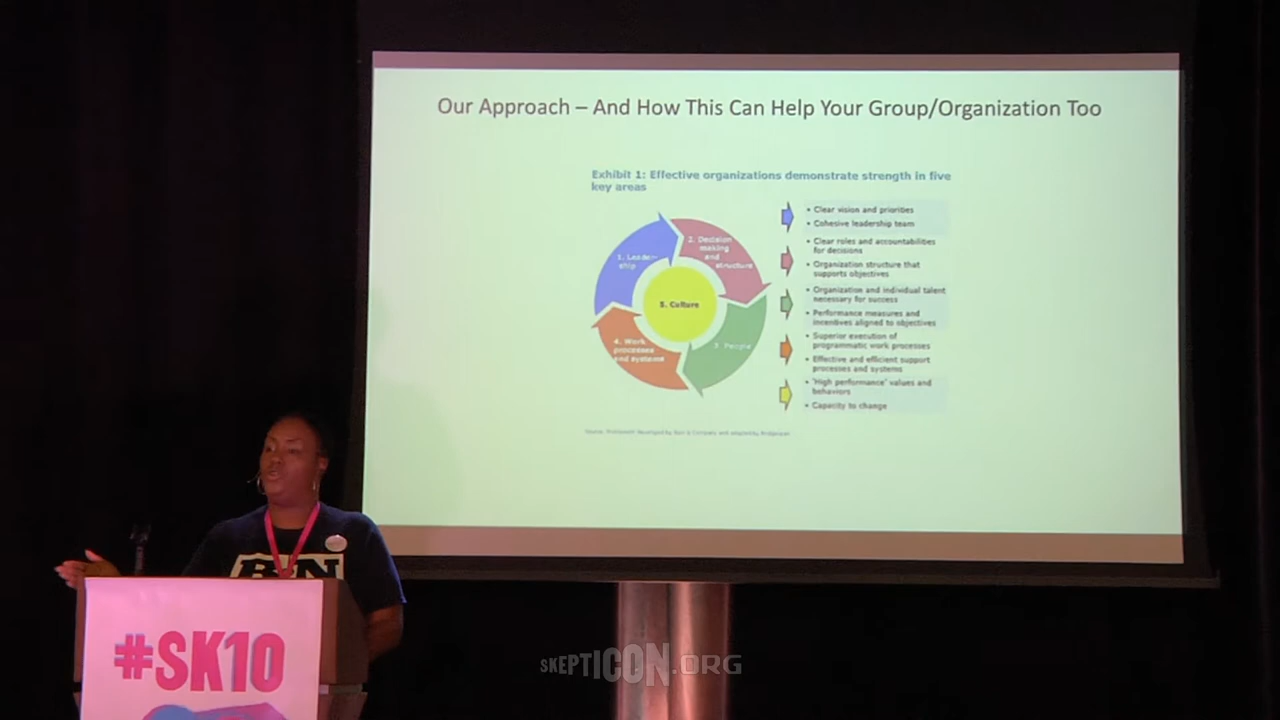 Our Approach – And How This Can Help Your Group/Organization Too
Exhibit 1: Effective organizations demonstrate strength in five
key areas
1. Leader-
ship
2. Decision
making
and
structure
3. People
4. Work
processes
and systems
5. Culture
• Clear vision and priorities
• Cohesive leadership team
• Clear roles and accountabilities
for decisions
• Organization structure that
supports objectives
• Organization and individual talent
necessary for success
• Performance measures and
incentives aligned to objectives
• Superior execution of
programmatic work processes
• Effective and efficient support
processes and systems
• 'High performance' values and
behaviors
• Capacity to change
#SK10
SKEPTICON.ORG